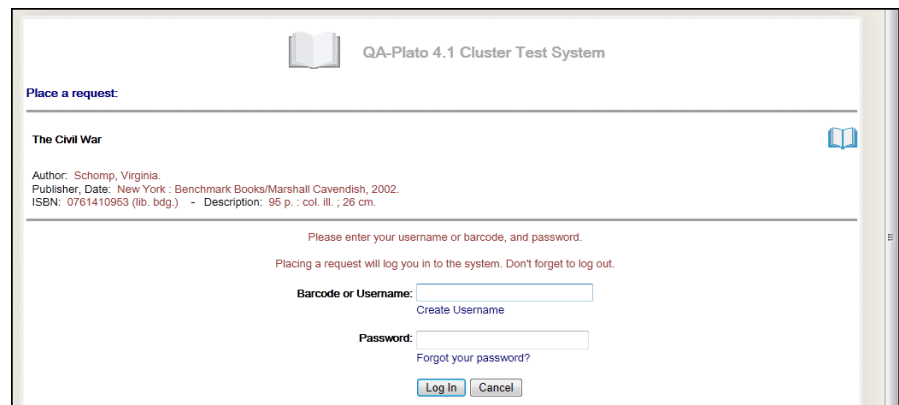 QA-Plato 4.1 Cluster Test System
Place a request:
The Civil War
Author: Schomp, Virginia.
Publisher, Date: New York : Benchmark Books/Marshall Cavendish, 2002.
ISBN: 0761410953 (lib. bdg.) - Description: 95 p. : col. ill. ; 26 cm.
Please enter your username or barcode, and password.
Placing a request will log you in to the system. Don't forget to log out.
Barcode or Username:
Create Username
Password:
Forgot your password?
Log In Cancel